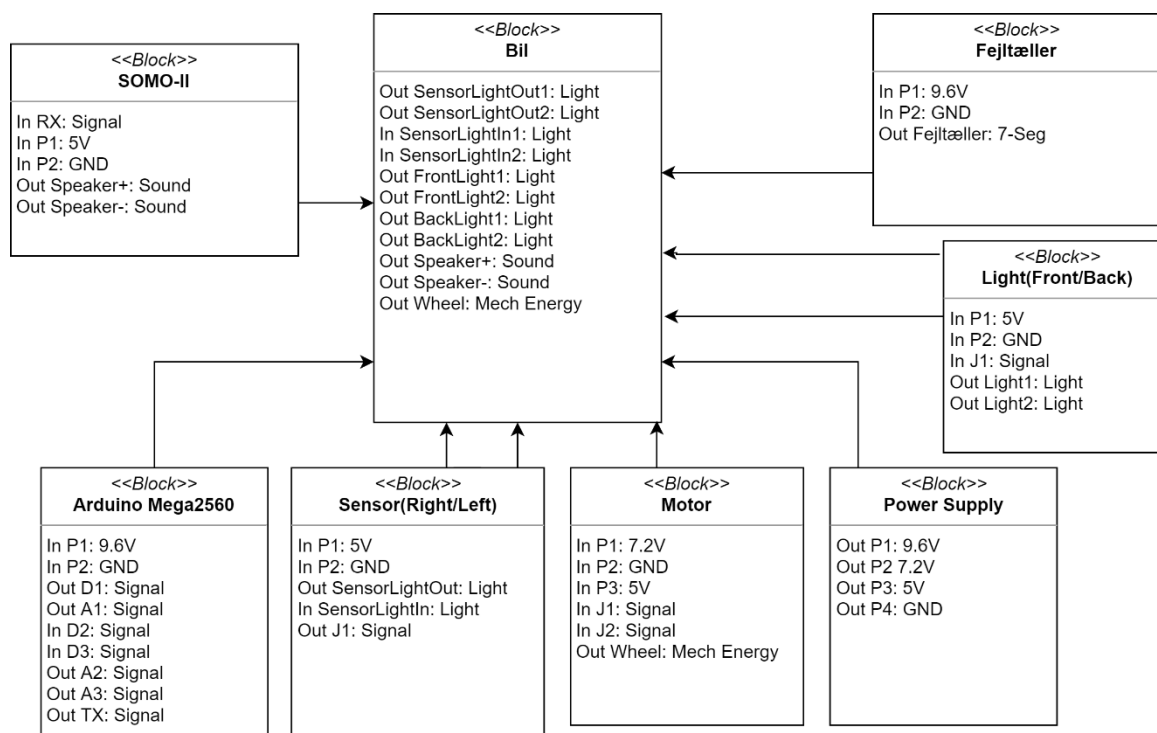 <<Block>>
SOMO-II
In RX: Signal
In P1: 5V
In P2: GND
Out Speaker+: Sound
Out Speaker-: Sound
<<Block>>
Bil
Out SensorLightOut1: Light
Out SensorLightOut2: Light
In SensorLightIn1: Light
In SensorLightIn2: Light
Out FrontLight1: Light
Out FrontLight2: Light
Out BackLight1: Light
Out BackLight2: Light
Out Speaker+: Sound
Out Speaker-: Sound
Out Wheel: Mech Energy
<<Block>>
Fejltæller
In P1: 9.6V
In P2: GND
Out Fejltæller: 7-Seg
<<Block>>
Light(Front/Back)
In P1: 5V
In P2: GND
In J1: Signal
Out Light1: Light
Out Light2: Light
<<Block>>
Arduino Mega2560
In P1: 9.6V
In P2: GND
Out D1: Signal
Out A1: Signal
In D2: Signal
In D3: Signal
Out A2: Signal
Out A3: Signal
Out TX: Signal
<<Block>>
Sensor(Right/Left)
In P1: 5V
In P2: GND
Out SensorLightOut: Light
In SensorLightIn: Light
Out J1: Signal
<<Block>>
Motor
In P1: 7.2V
In P2: GND
In P3: 5V
In J1: Signal
In J2: Signal
Out Wheel: Mech Energy
<<Block>>
Power Supply
Out P1: 9.6V
Out P2 7.2V
Out P3: 5V
Out P4: GND